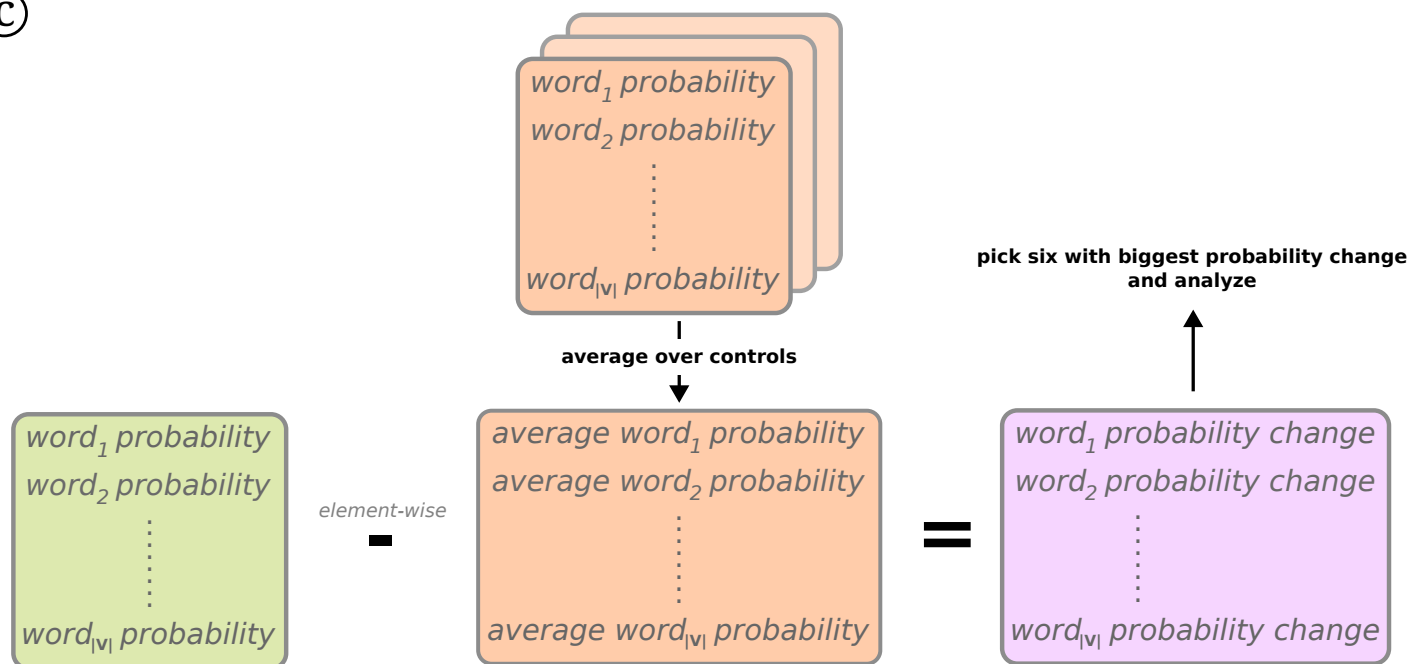 c
word1 probability
word2 probability
word|v| probability
average over controls
pick six with biggest probability change
and analyze
word1 probability
word2 probability
word|v| probability
element-wise
-
average word1 probability
average word2 probability
average word|v| probability
=
word1 probability change
word2 probability change
word|v| probability change